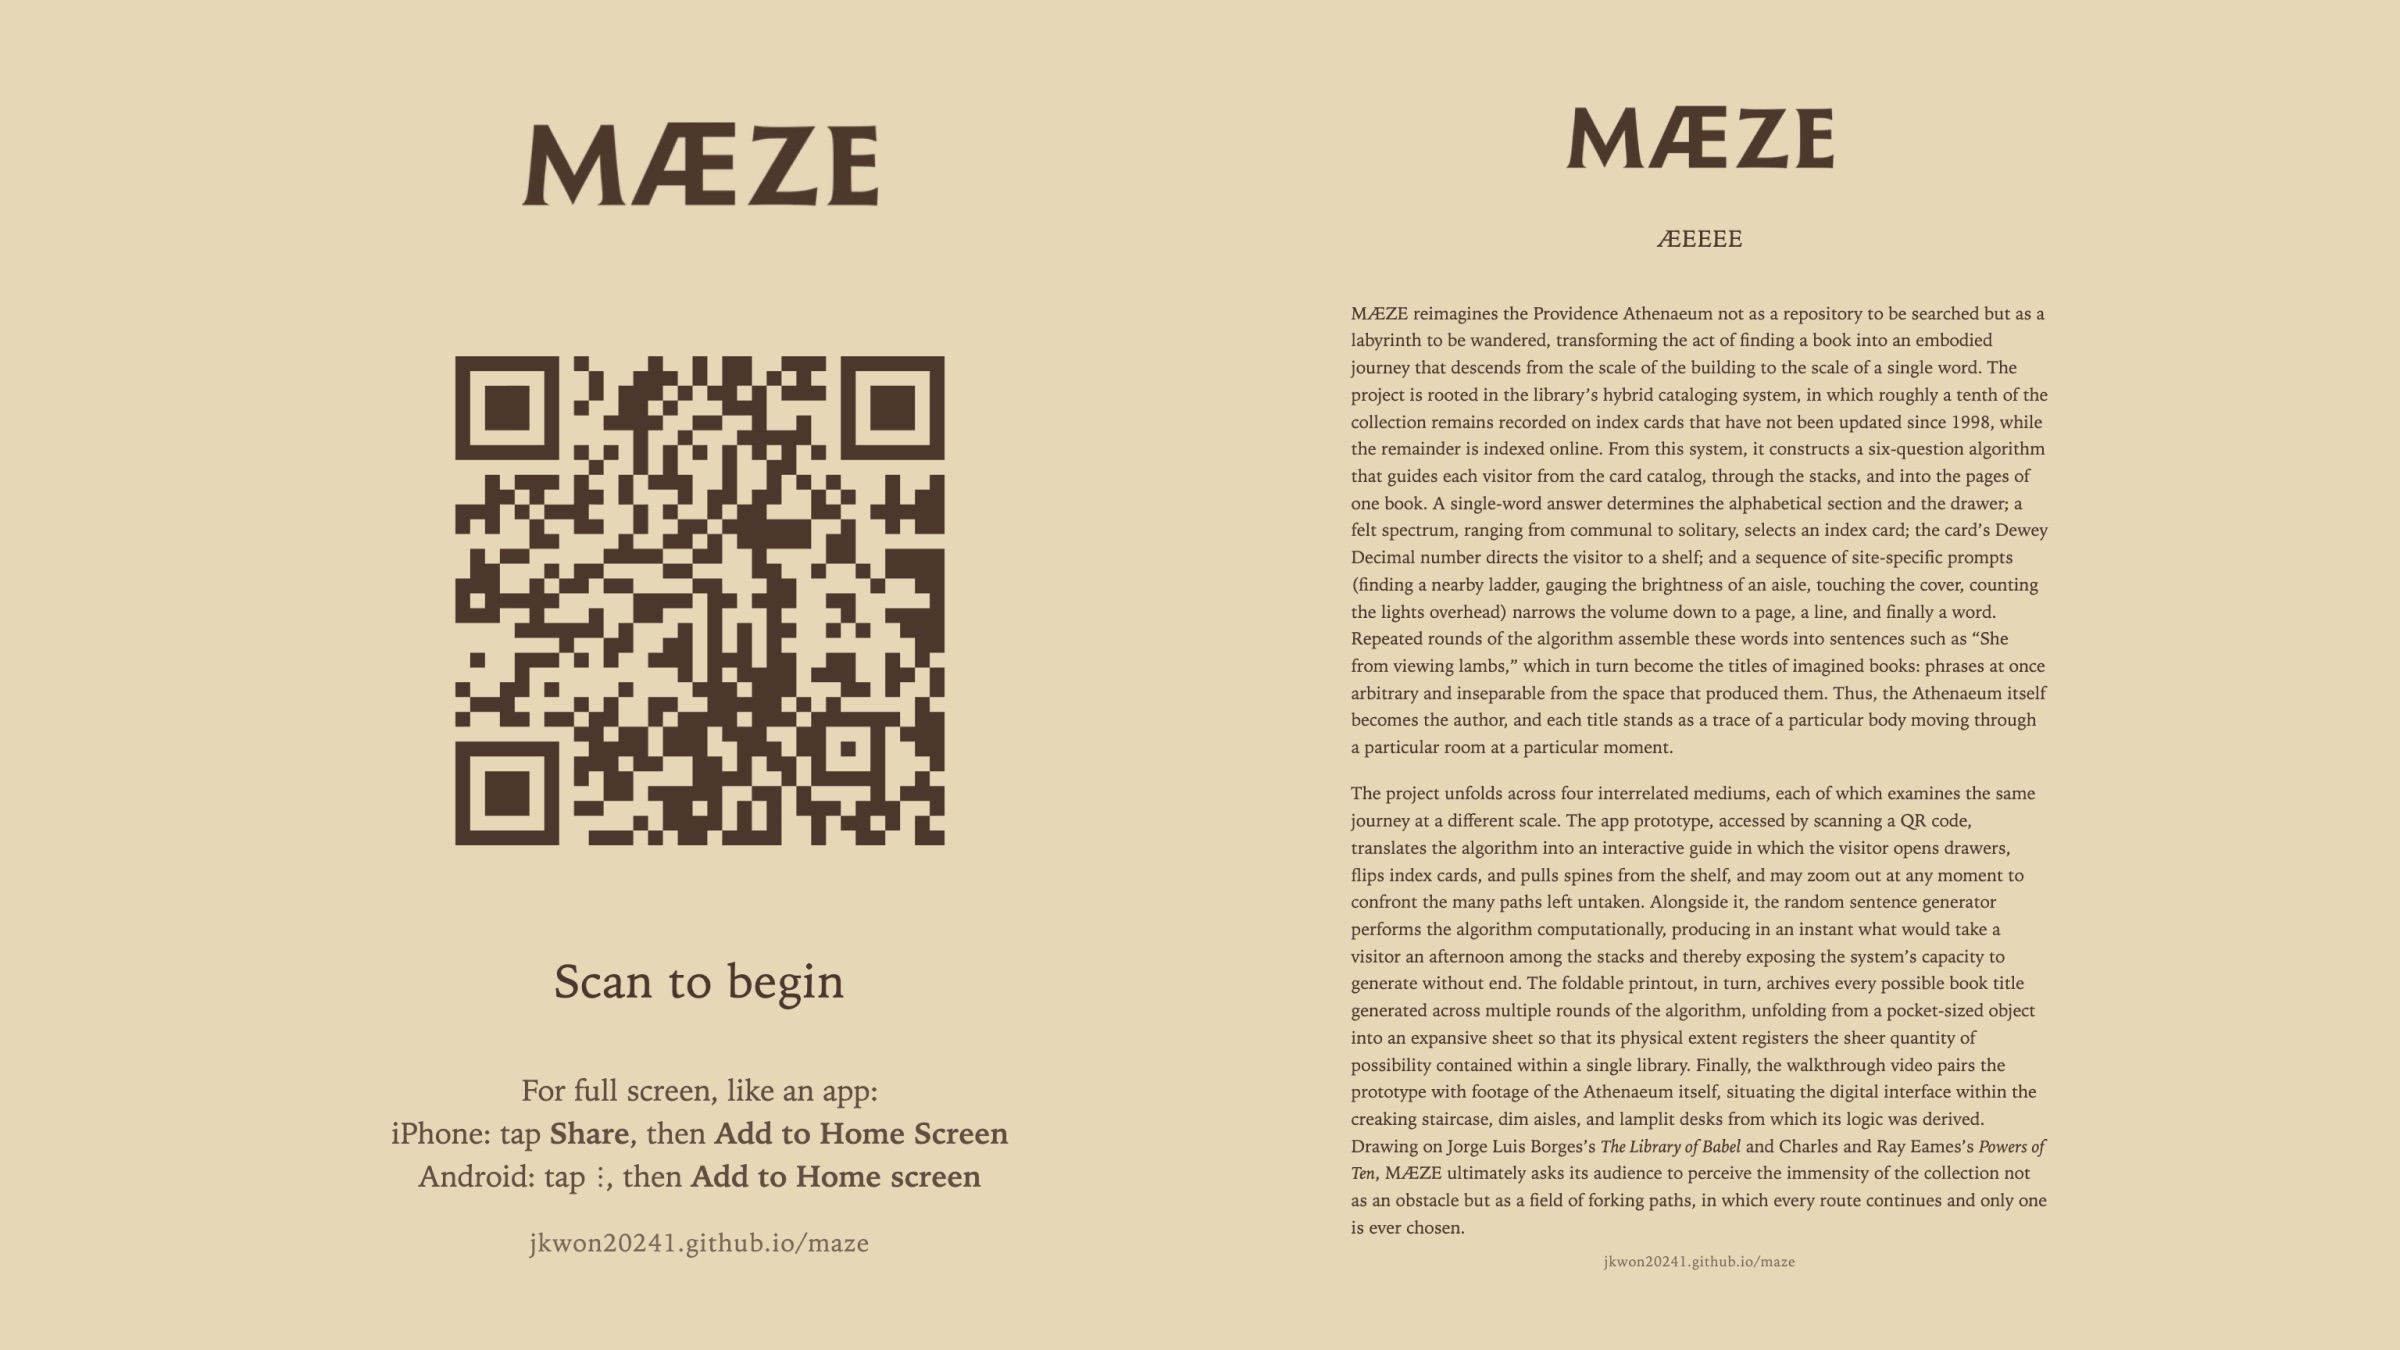 MÆZE
Scan to begin
For full screen, like an app:
iPhone: tap Share, then Add to Home Screen
Android: tap ⋮, then Add to Home screen
jkwon20241.github.io/maze
MÆZE
ÆEEEE
MÆZE reimagines the Providence Athenaeum not as a repository to be searched but as a
labyrinth to be wandered, transforming the act of finding a book into an embodied
journey that descends from the scale of the building to the scale of a single word. The
project is rooted in the library’s hybrid cataloging system, in which roughly a tenth of the
collection remains recorded on index cards that have not been updated since 1998, while
the remainder is indexed online. From this system, it constructs a six-question algorithm
that guides each visitor from the card catalog, through the stacks, and into the pages of
one book. A single-word answer determines the alphabetical section and the drawer; a
felt spectrum, ranging from communal to solitary, selects an index card; the card’s Dewey
Decimal number directs the visitor to a shelf; and a sequence of site-specific prompts
(finding a nearby ladder, gauging the brightness of an aisle, touching the cover, counting
the lights overhead) narrows the volume down to a page, a line, and finally a word.
Repeated rounds of the algorithm assemble these words into sentences such as “She
from viewing lambs,” which in turn become the titles of imagined books: phrases at once
arbitrary and inseparable from the space that produced them. Thus, the Athenaeum itself
becomes the author, and each title stands as a trace of a particular body moving through
a particular room at a particular moment.
The project unfolds across four interrelated mediums, each of which examines the same
journey at a different scale. The app prototype, accessed by scanning a QR code,
translates the algorithm into an interactive guide in which the visitor opens drawers,
flips index cards, and pulls spines from the shelf, and may zoom out at any moment to
confront the many paths left untaken. Alongside it, the random sentence generator
performs the algorithm computationally, producing in an instant what would take a
visitor an afternoon among the stacks and thereby exposing the system’s capacity to
generate without end. The foldable printout, in turn, archives every possible book title
generated across multiple rounds of the algorithm, unfolding from a pocket-sized object
into an expansive sheet so that its physical extent registers the sheer quantity of
possibility contained within a single library. Finally, the walkthrough video pairs the
prototype with footage of the Athenaeum itself, situating the digital interface within the
creaking staircase, dim aisles, and lamplit desks from which its logic was derived.
Drawing on Jorge Luis Borges’s The Library of Babel and Charles and Ray Eames’s Powers of
Ten, MÆZE ultimately asks its audience to perceive the immensity of the collection not
as an obstacle but as a field of forking paths, in which every route continues and only one
is ever chosen.
jkwon20241.github.io/maze